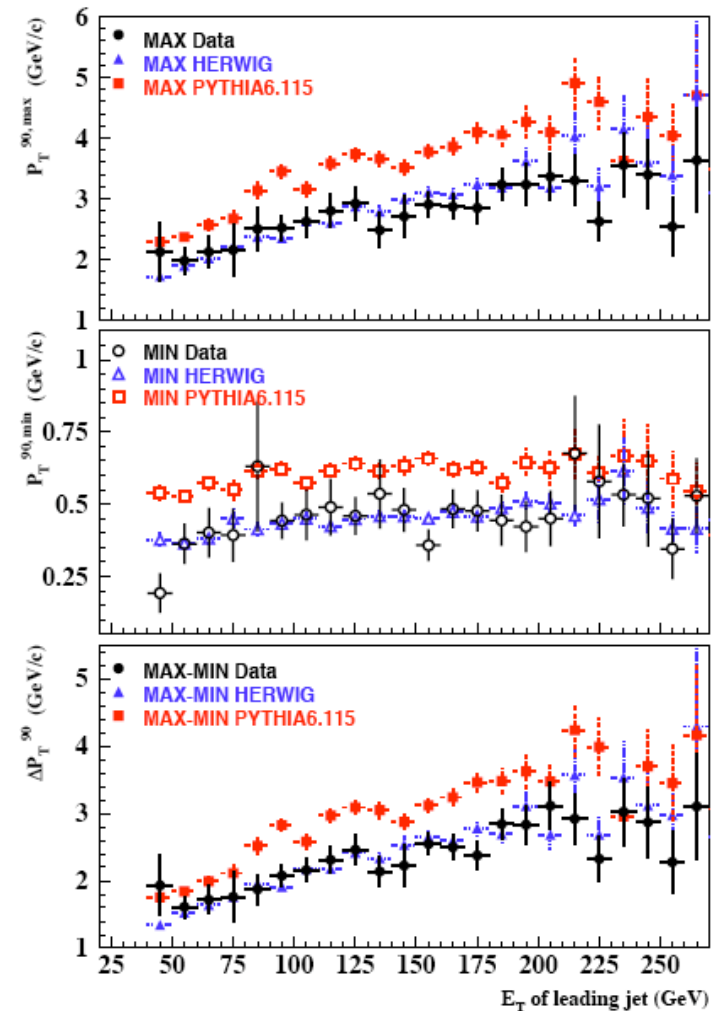 6
5
4
3
2
1
P_T^90,max (GeV/c)
MAX Data
MAX HERWIG
MAX PYTHIA6.115
1
0.75
0.5
0.25
P_T^90,min (GeV/c)
MIN Data
MIN HERWIG
MIN PYTHIA6.115
5
4
3
2
1
ΔP_T^90 (GeV/c)
MAX-MIN Data
MAX-MIN HERWIG
MAX-MIN PYTHIA6.115
25 50 75 100 125 150 175 200 225 250
E_T of leading jet (GeV)